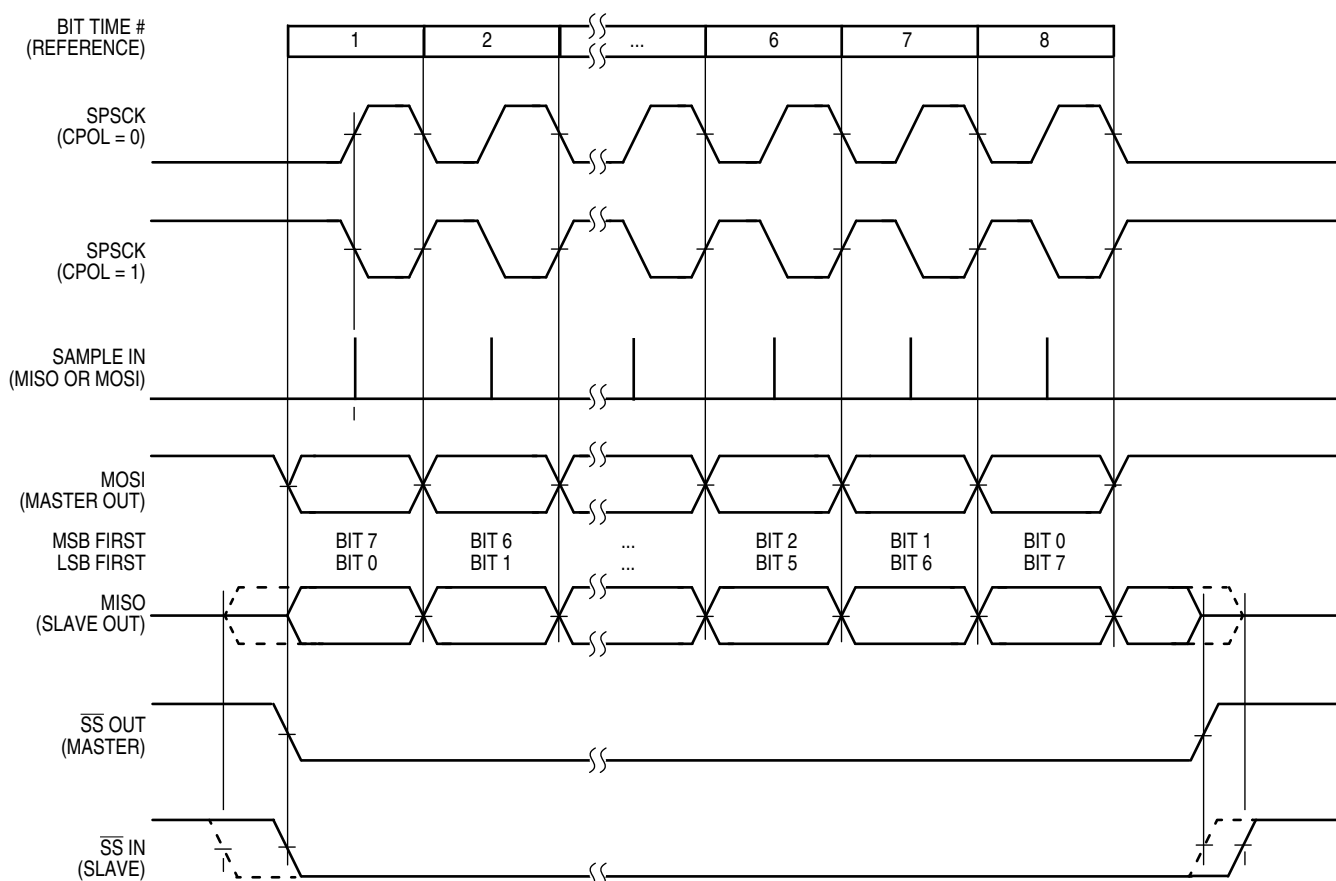 BIT TIME #
(REFERENCE)
1 2 ... 6 7 8
SPSCK
(CPOL = 0)
SPSCK
(CPOL = 1)
SAMPLE IN
(MISO OR MOSI)
MOSI
(MASTER OUT)
MSB FIRST BIT 7 BIT 6 ... BIT 2 BIT 1 BIT 0
LSB FIRST BIT 0 BIT 1 ... BIT 5 BIT 6 BIT 7
MISO
(SLAVE OUT)
S̅S̅ OUT
(MASTER)
S̅S̅ IN
(SLAVE)